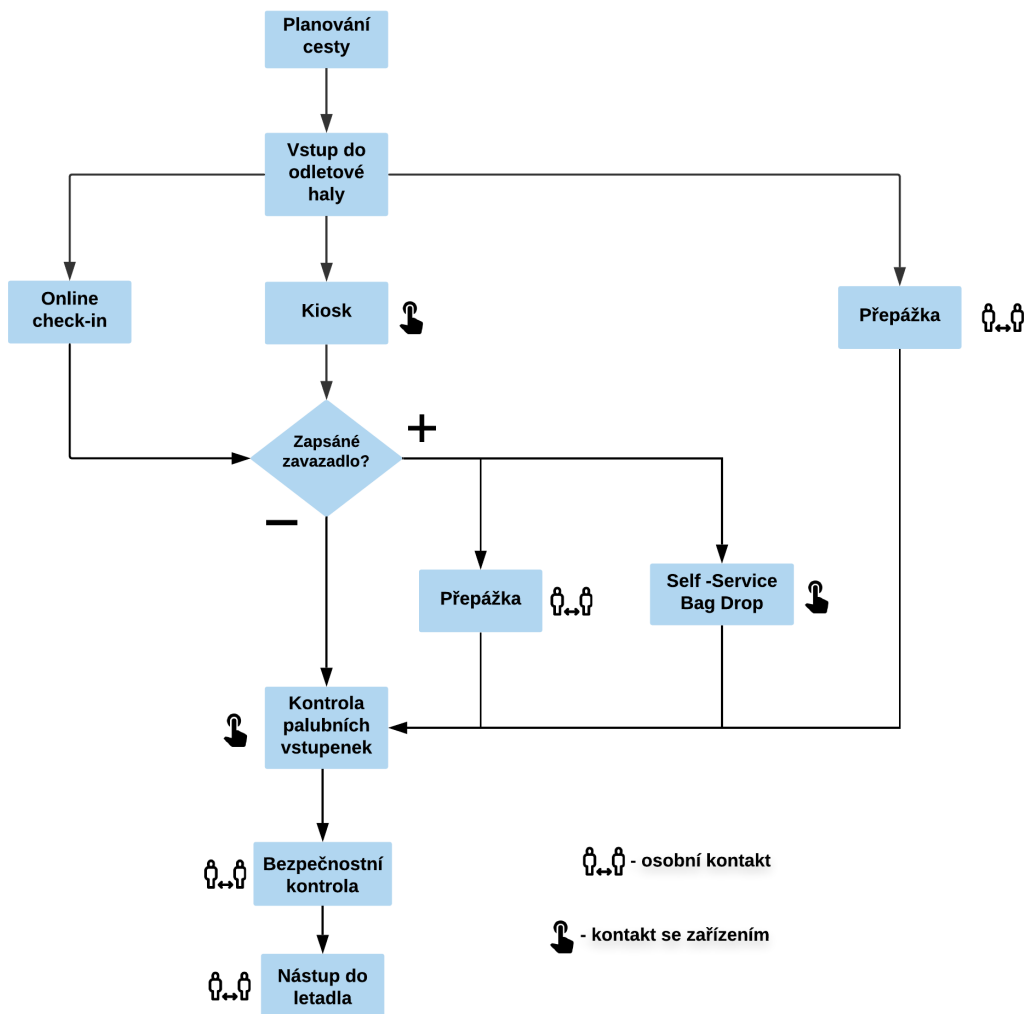 Planování
cesty
Vstup do
odletové
haly
Online
check-in
Kiosk
Přepážka
Zapsáné
zavazadlo?
+
−
Přepážka
Self -Service
Bag Drop
Kontrola
palubních
vstupenek
Bezpečnostní
kontrola
- osobní kontakt
- kontakt se zařízením
Nástup do
letadla